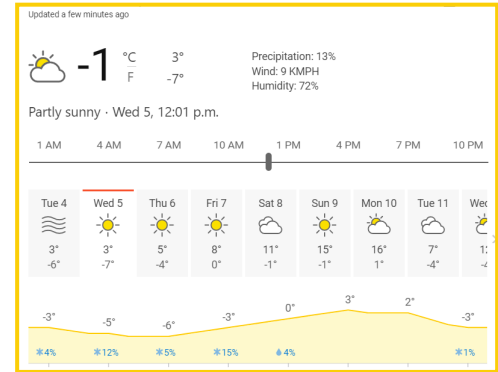 Updated a few minutes ago
-1 °C F 3° -7°
Precipitation: 13%
Wind: 9 KMPH
Humidity: 72%
Partly sunny · Wed 5, 12:01 p.m.
1 AM 4 AM 7 AM 10 AM 1 PM 4 PM 7 PM 10 PM
Tue 4 Wed 5 Thu 6 Fri 7 Sat 8 Sun 9 Mon 10 Tue 11 Wed
3° 3° 5° 8° 11° 15° 16° 7°
-6° -7° -4° 0° -1° -1° 1° -4°
-3° -5° -6° -3° 0° 3° 2° -3°
4% 12% 5% 15% 4% 1%